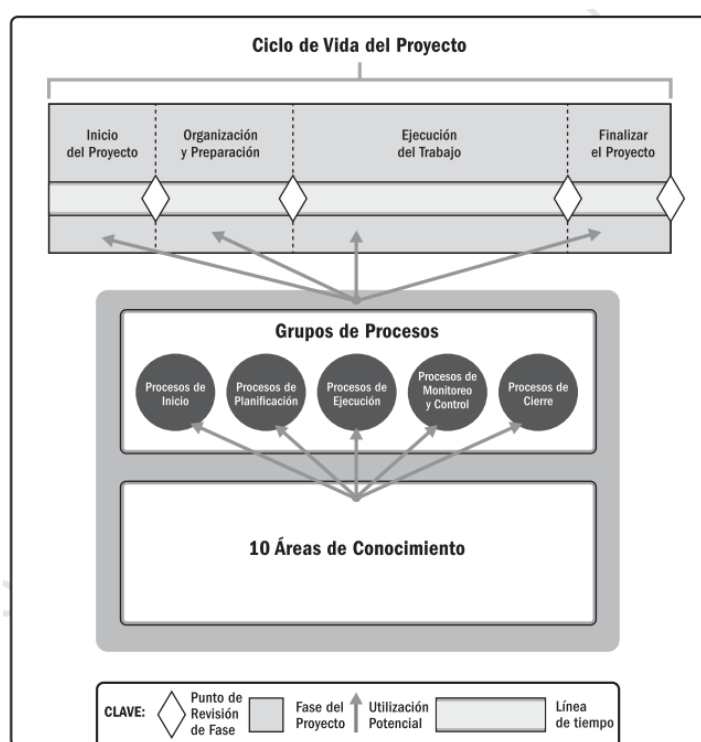 Ciclo de Vida del Proyecto
Inicio
del Proyecto
Organización
y Preparación
Ejecución
del Trabajo
Finalizar
el Proyecto
Grupos de Procesos
Procesos de
Inicio
Procesos de
Planificación
Procesos de
Ejecución
Procesos de
Monitoreo
y Control
Procesos de
Cierre
10 Áreas de Conocimiento
CLAVE:
Punto de
Revisión
de Fase
Fase del
Proyecto
Utilización
Potencial
Línea
de tiempo